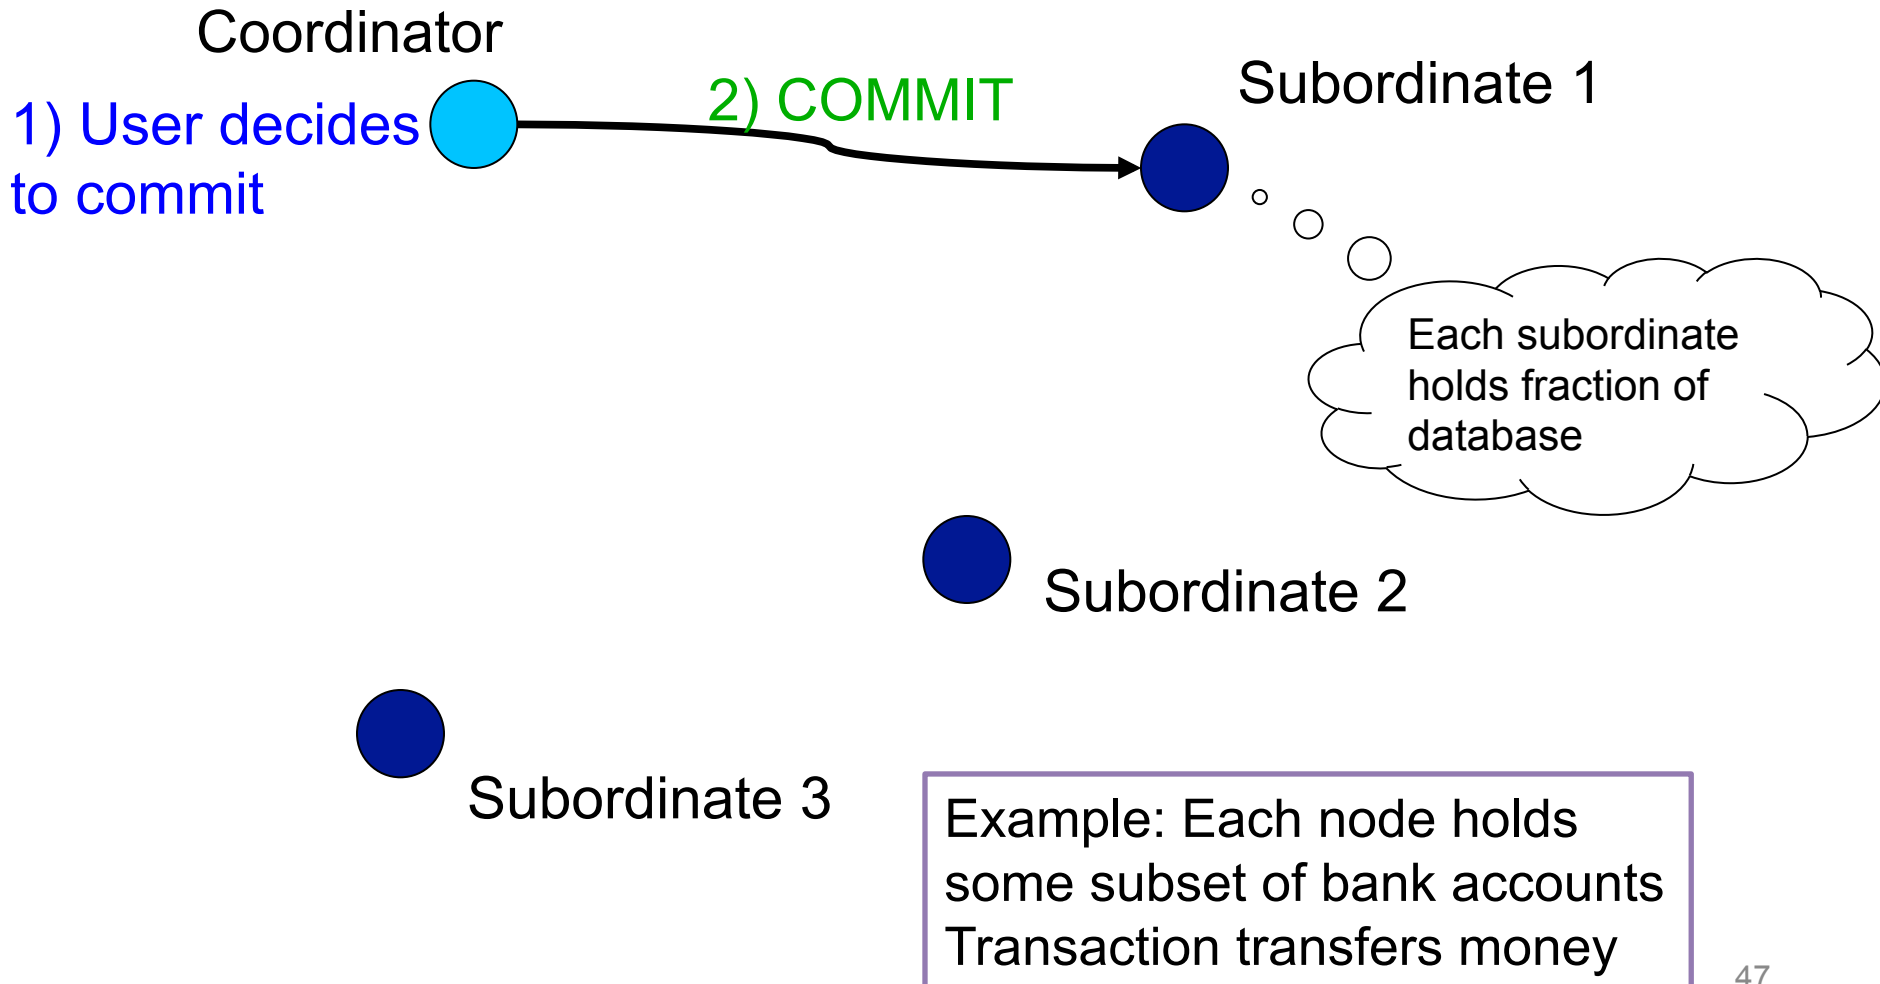 Coordinator
1) User decides
to commit
2) COMMIT
Subordinate 1
Each subordinate
holds fraction of
database
Subordinate 2
Subordinate 3
Example: Each node holds
some subset of bank accounts
Transaction transfers money
47